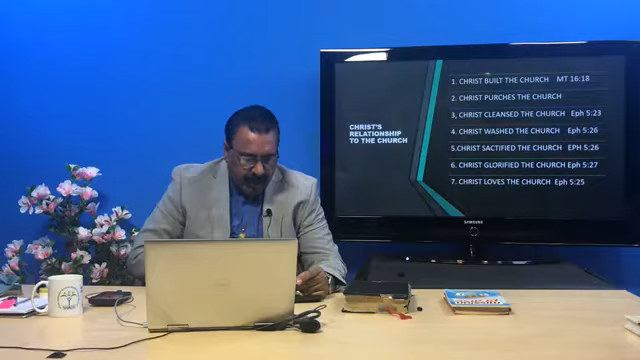 CHRIST'S
RELATIONSHIP
TO THE CHURCH
1. CHRIST BUILT THE CHURCH MT 16:18
2. CHRIST PURCHES THE CHURCH
3, CHRIST CLEANSED THE CHURCH Eph 5:23
4. CHRIST WASHED THE CHURCH Eph 5:26
5.CHRIST SACTIFIED THE CHURCH Eph 5:26
6. CHRIST GLORIFIED THE CHURCH Eph 5:27
7. CHRIST LOVES THE CHURCH Eph 5:25
SAMSUNG